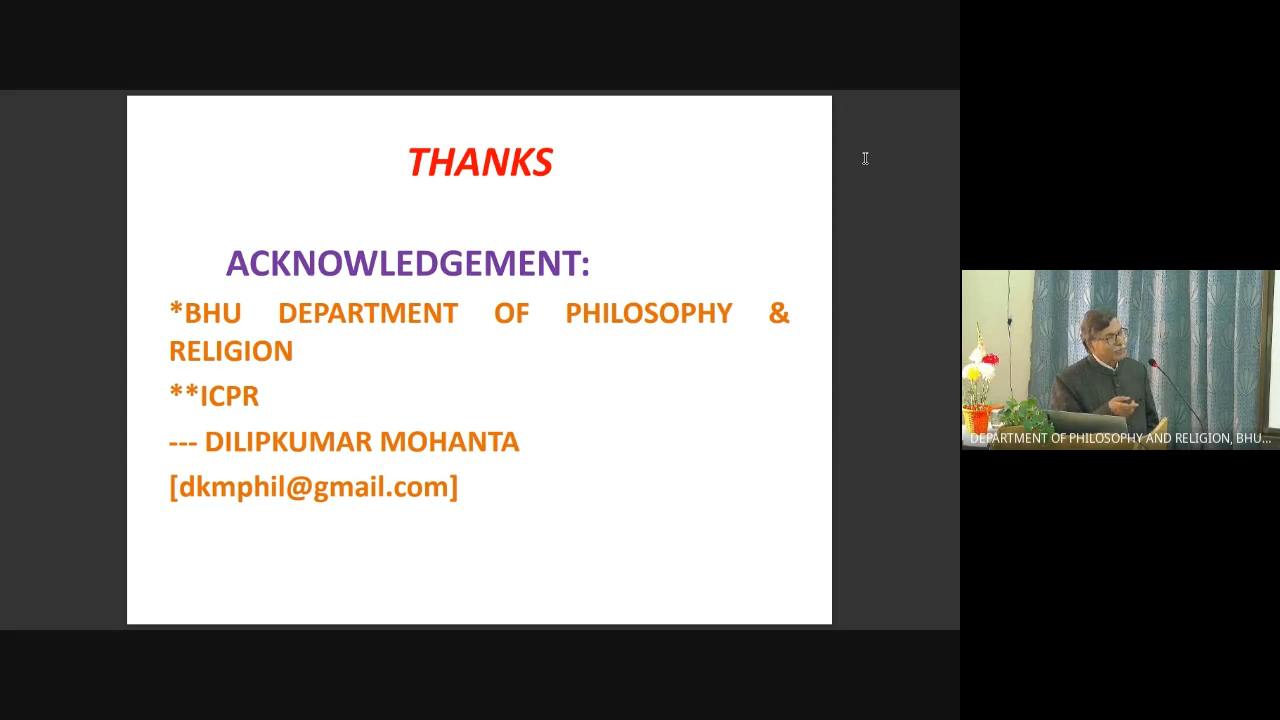 THANKS
ACKNOWLEDGEMENT:
*BHU DEPARTMENT OF PHILOSOPHY &
RELIGION
**ICPR
--- DILIPKUMAR MOHANTA
[dkmphil@gmail.com]
DEPARTMENT OF PHILOSOPHY AND RELIGION, BHU...